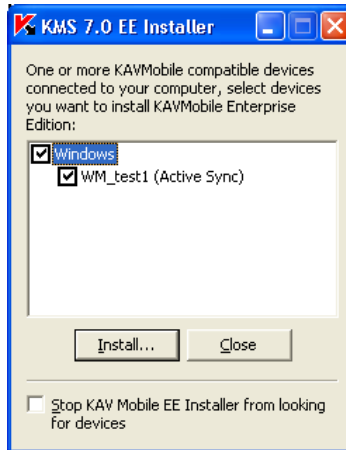 KMS 7.0 EE Installer
One or more KAVMobile compatible devices
connected to your computer, select devices
you want to install KAVMobile Enterprise
Edition:
Windows
WM_test1 (Active Sync)
Install... Close
Stop KAV Mobile EE Installer from looking
for devices